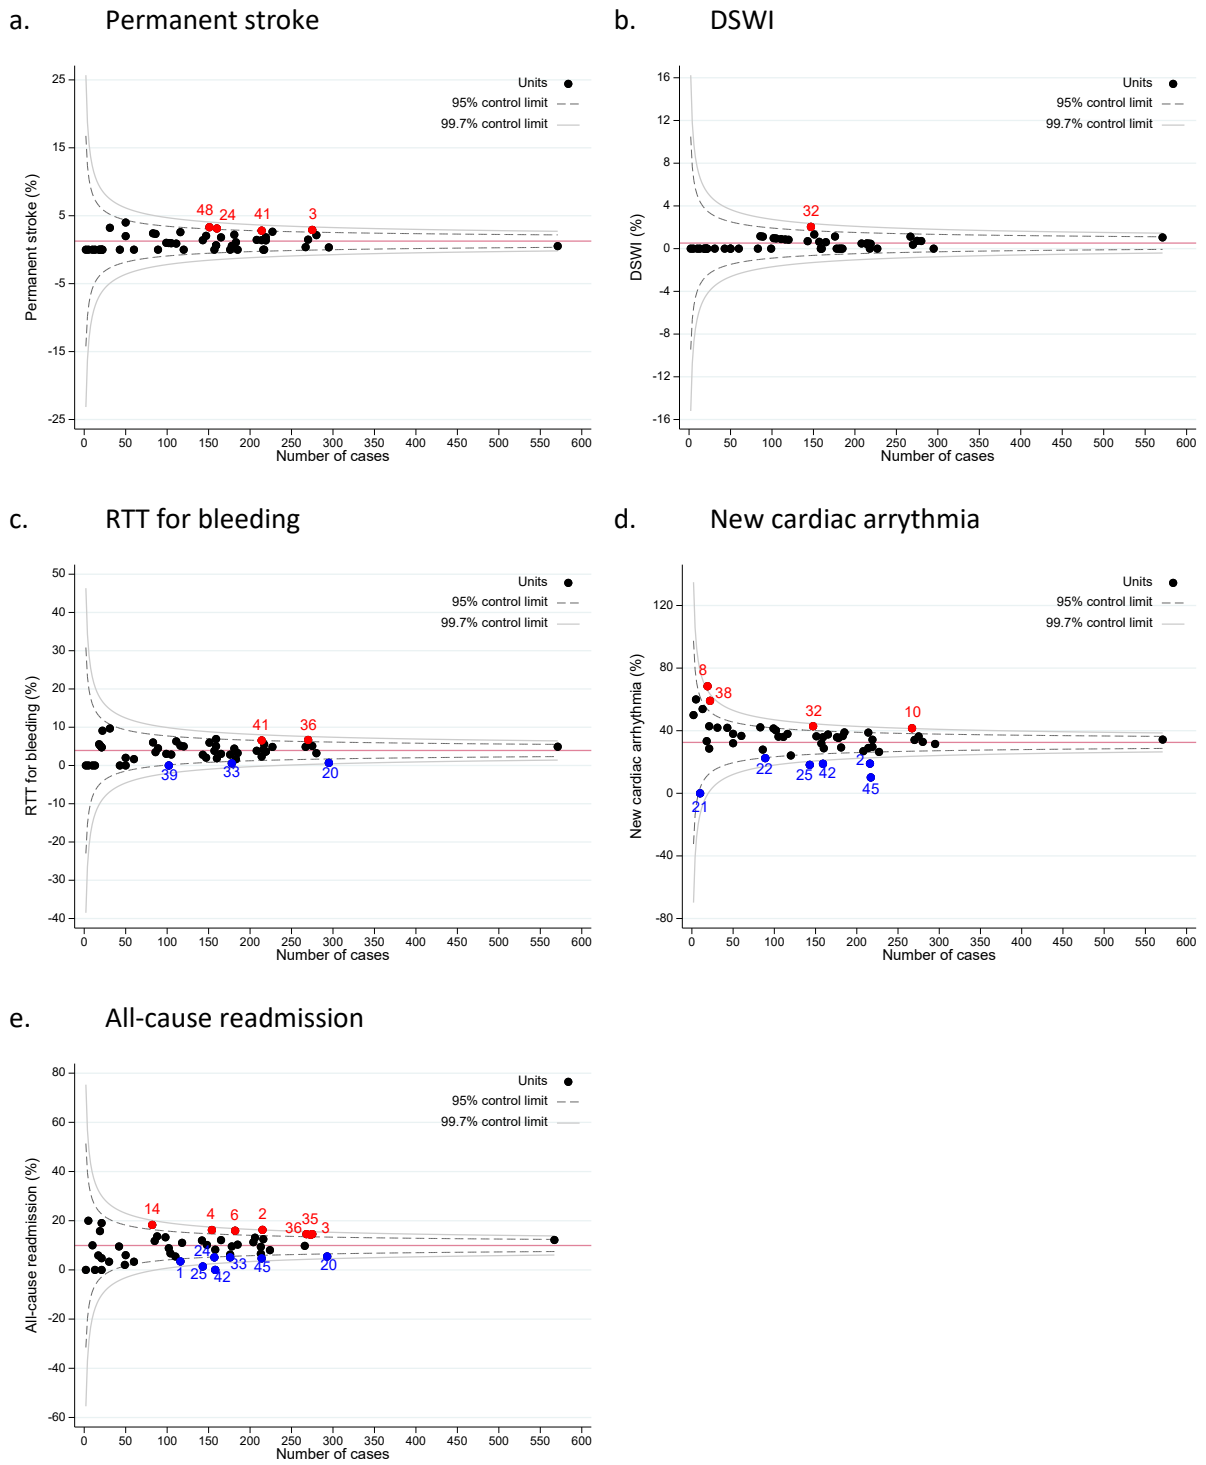 a. Permanent stroke
25
15
5
-5
-15
-25
Permanent stroke (%)
Units
95% control limit
99.7% control limit
48
24
41
3
0 50 100 150 200 250 300 350 400 450 500 550 600
Number of cases
b. DSWI
16
12
8
4
0
-4
-8
-12
-16
DSWI (%)
Units
95% control limit
99.7% control limit
32
0 50 100 150 200 250 300 350 400 450 500 550 600
Number of cases
c. RTT for bleeding
50
40
30
20
10
0
-10
-20
-30
-40
RTT for bleeding (%)
Units
95% control limit
99.7% control limit
41
36
39
33
20
0 50 100 150 200 250 300 350 400 450 500 550 600
Number of cases
d. New cardiac arrythmia
120
80
40
0
-40
-80
New cardiac arrhythmia (%)
Units
95% control limit
99.7% control limit
8
38
32
10
22
25
42
2
45
21
0 50 100 150 200 250 300 350 400 450 500 550 600
Number of cases
e. All-cause readmission
80
60
40
20
0
-20
-40
-60
All-cause readmission (%)
Units
95% control limit
99.7% control limit
14
4
6
2
36
35
3
24
1
25
42
33
45
20
0 50 100 150 200 250 300 350 400 450 500 550 600
Number of cases